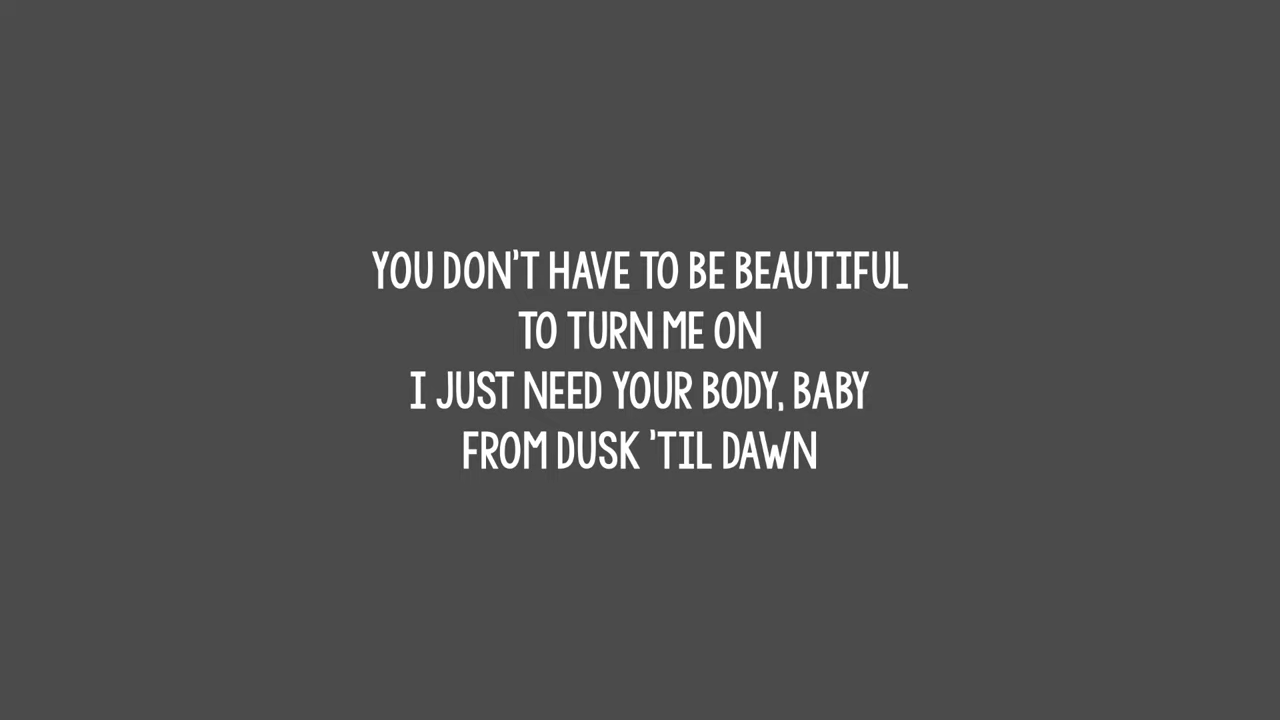 YOU DON'T HAVE TO BE BEAUTIFUL
TO TURN ME ON
I JUST NEED YOUR BODY, BABY
FROM DUSK 'TIL DAWN